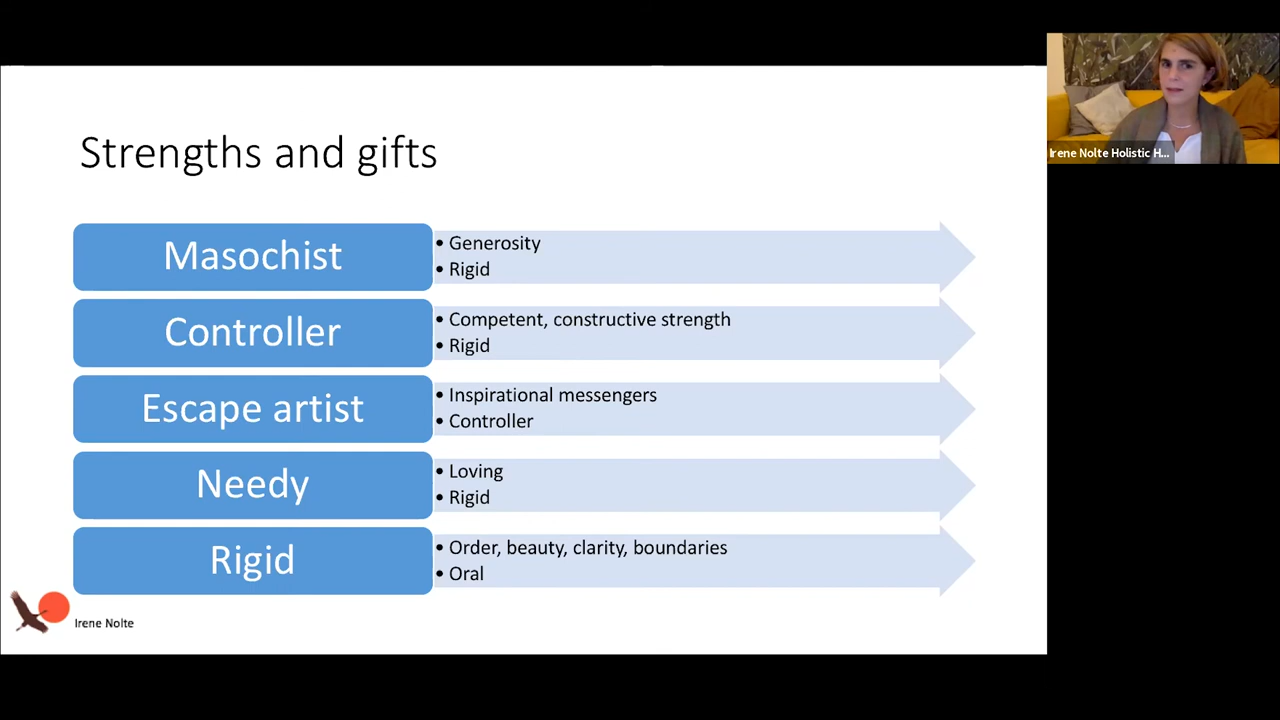 Strengths and gifts
Masochist
• Generosity
• Rigid
Controller
• Competent, constructive strength
• Rigid
Escape artist
• Inspirational messengers
• Controller
Needy
• Loving
• Rigid
Rigid
• Order, beauty, clarity, boundaries
• Oral
Irene Nolte
Irene Nolte Holistic H...